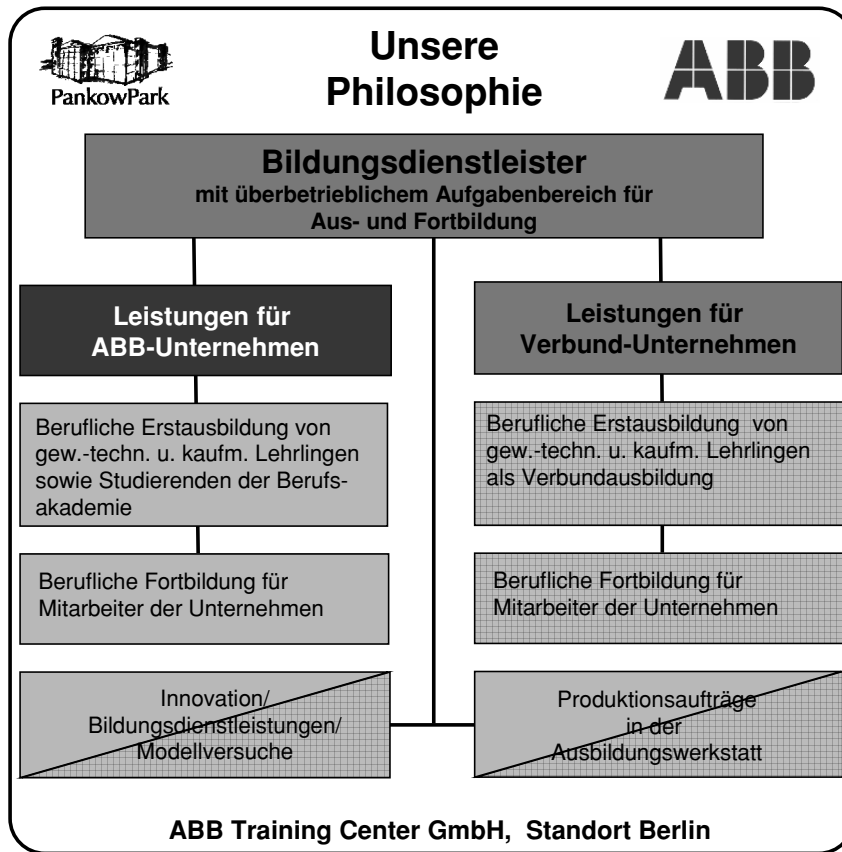 PankowPark
Unsere
Philosophie
ABB
Bildungsdienstleister
mit überbetrieblichem Aufgabenbereich für
Aus- und Fortbildung
Leistungen für
ABB-Unternehmen
Leistungen für
Verbund-Unternehmen
Berufliche Erstausbildung von
gew.-techn. u. kaufm. Lehrlingen
sowie Studierenden der Berufs-
akademie
Berufliche Erstausbildung von
gew.-techn. u. kaufm. Lehrlingen
als Verbundausbildung
Berufliche Fortbildung für
Mitarbeiter der Unternehmen
Berufliche Fortbildung für
Mitarbeiter der Unternehmen
Innovation/
Bildungsdienstleistungen/
Modellversuche
Produktionsaufträge
in der
Ausbildungswerkstatt
ABB Training Center GmbH, Standort Berlin